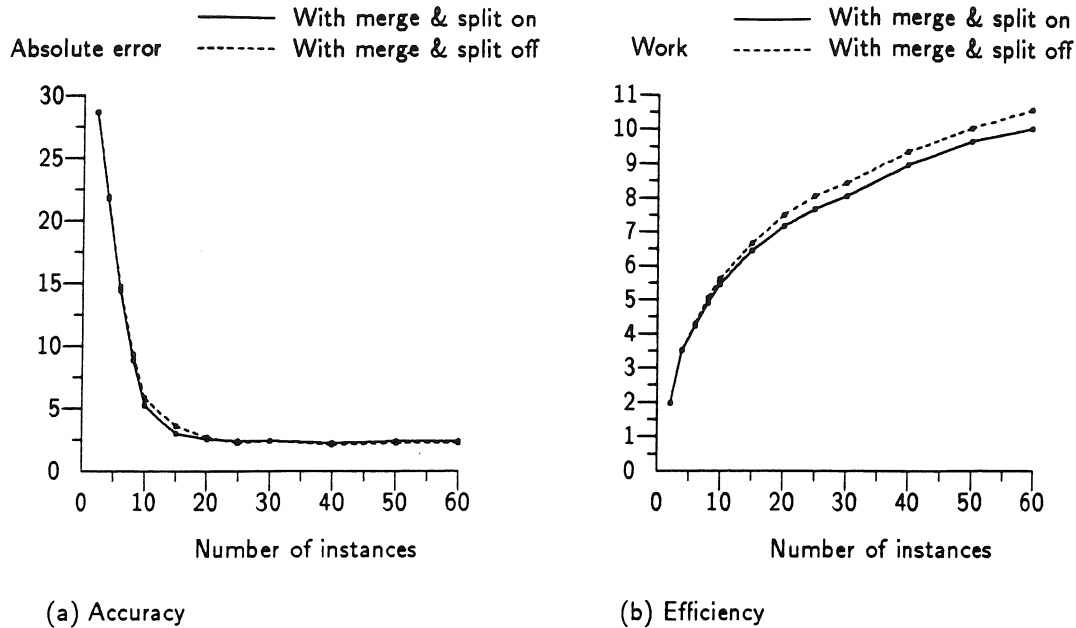 With merge & split on
Absolute error
With merge & split off
30
25
20
15
10
5
0
0 10 20 30 40 50 60
Number of instances
(a) Accuracy
With merge & split on
Work
With merge & split off
11
10
9
8
7
6
5
4
3
2
1
0
0 10 20 30 40 50 60
Number of instances
(b) Efficiency